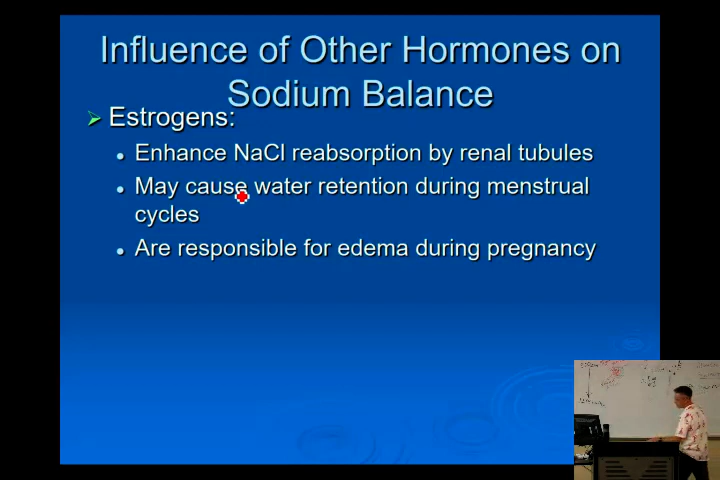 Influence of Other Hormones on
Sodium Balance
➢ Estrogens:
• Enhance NaCl reabsorption by renal tubules
• May cause water retention during menstrual
cycles
• Are responsible for edema during pregnancy